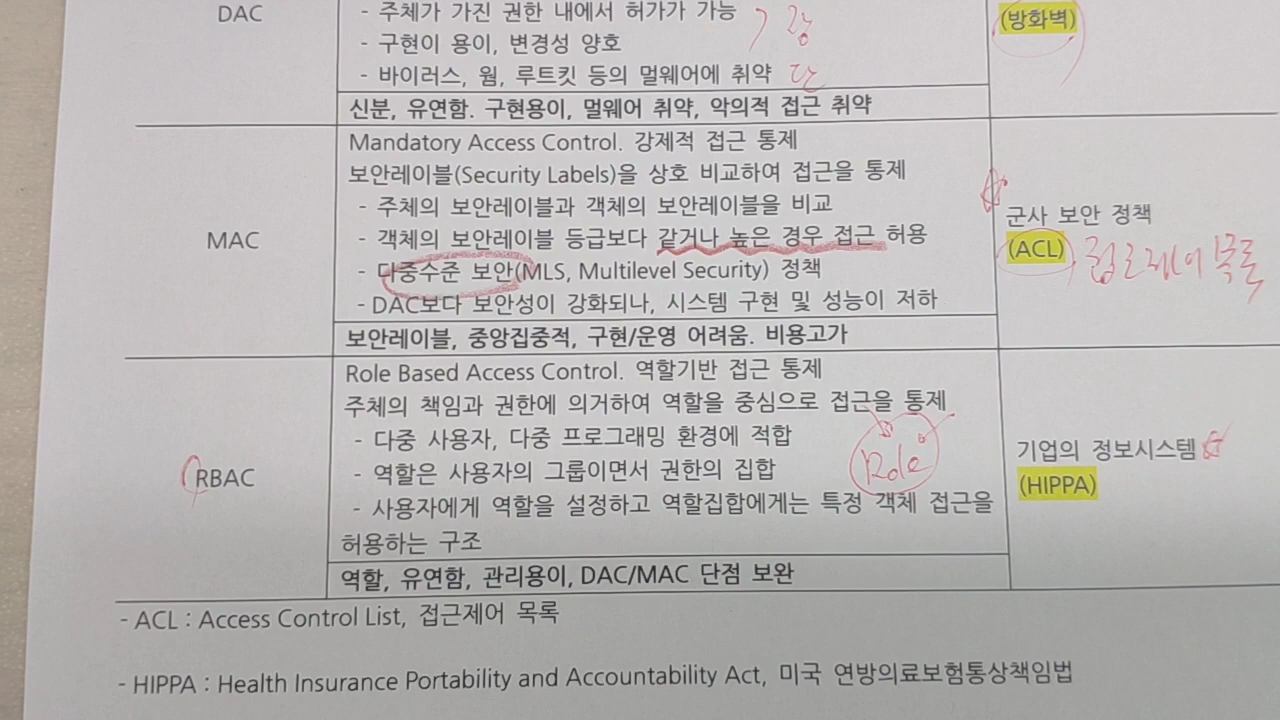 DAC
- 주체가 가진 권한 내에서 허가가 가능
- 구현이 용이, 변경성 양호
- 바이러스, 웜, 루트킷 등의 멀웨어에 취약
신분, 유연함. 구현용이, 멀웨어 취약, 악의적 접근 취약
(방화벽)
장
단
MAC
Mandatory Access Control. 강제적 접근 통제
보안레이블(Security Labels)을 상호 비교하여 접근을 통제
- 주체의 보안레이블과 객체의 보안레이블을 비교
- 객체의 보안레이블 등급보다 같거나 높은 경우 접근 허용
- 다중수준 보안(MLS, Multilevel Security) 정책
- DAC보다 보안성이 강화되나, 시스템 구현 및 성능이 저하
보안레이블, 중앙집중적, 구현/운영 어려움. 비용고가
군사 보안 정책
(ACL)
RBAC
Role Based Access Control. 역할기반 접근 통제
주체의 책임과 권한에 의거하여 역할을 중심으로 접근을 통제
- 다중 사용자, 다중 프로그래밍 환경에 적합
- 역할은 사용자의 그룹이면서 권한의 집합
- 사용자에게 역할을 설정하고 역할집합에게는 특정 객체 접근을
허용하는 구조
Role
역할, 유연함, 관리용이, DAC/MAC 단점 보완
기업의 정보시스템
(HIPPA)
- ACL : Access Control List, 접근제어 목록
- HIPPA : Health Insurance Portability and Accountability Act, 미국 연방의료보험통상책임법